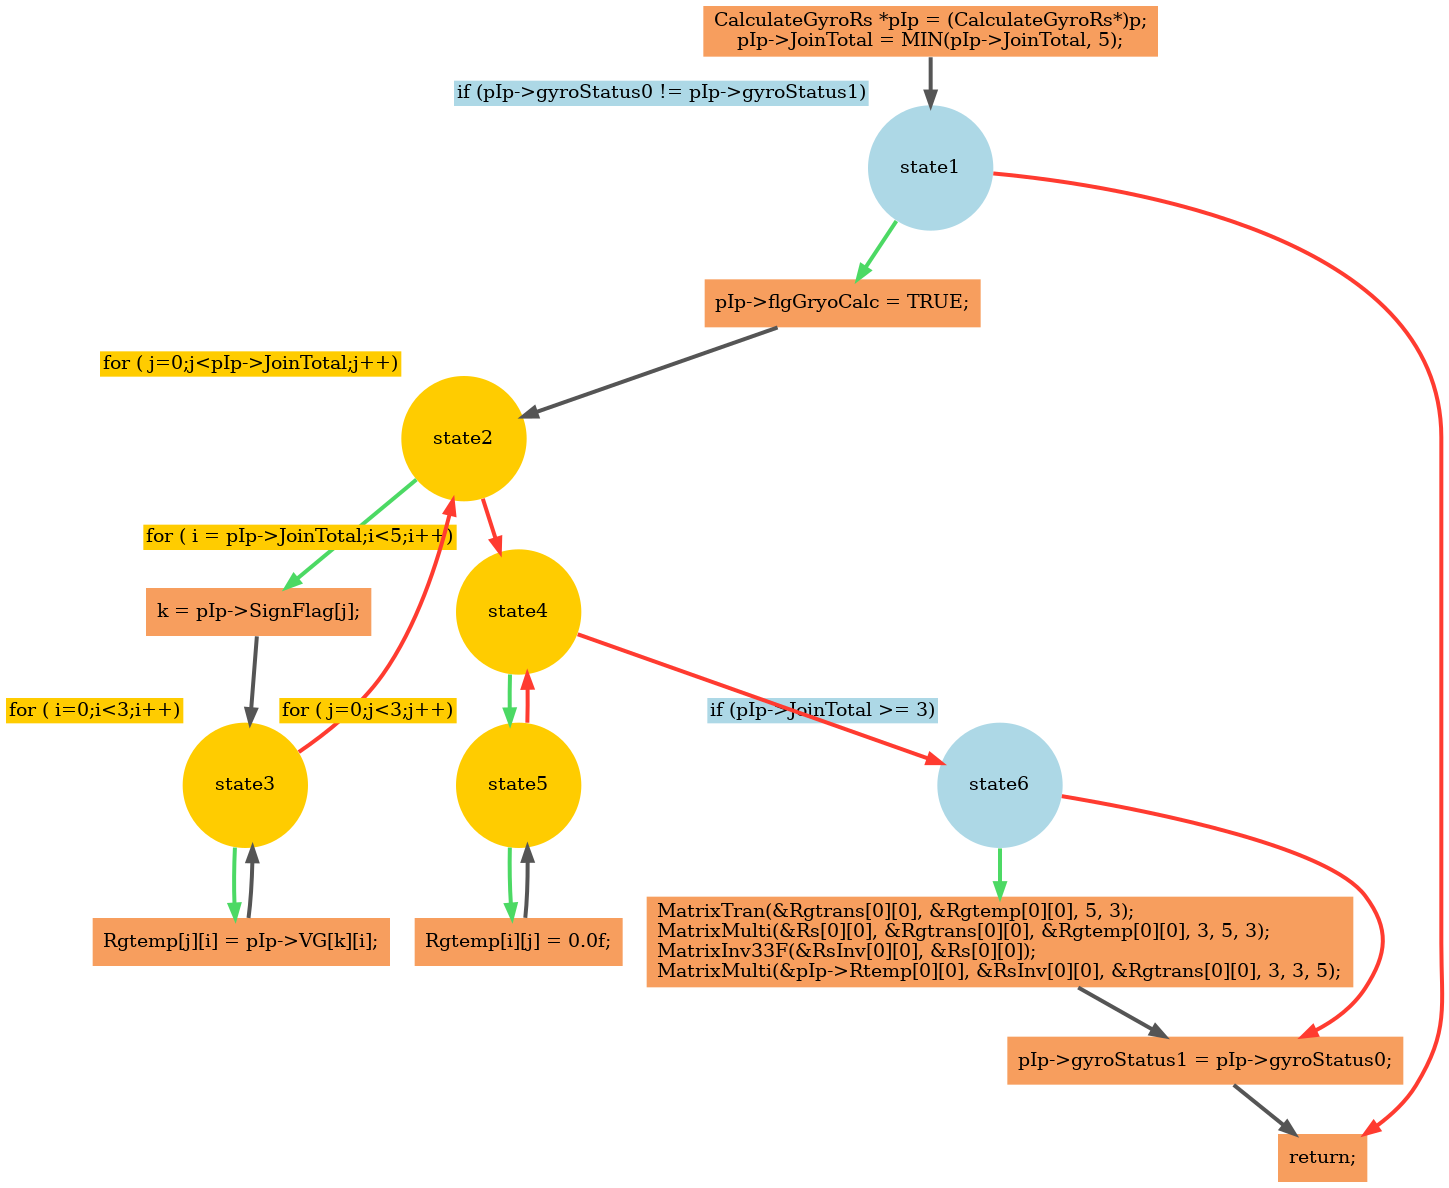 CalculateGyroRs *pIp = (CalculateGyroRs*)p;
pIp->JoinTotal = MIN(pIp->JoinTotal, 5);
if (pIp->gyroStatus0 != pIp->gyroStatus1)
state1
pIp->flgGryoCalc = TRUE;
for ( j=0;j<pIp->JoinTotal;j++)
state2
for ( i = pIp->JoinTotal;i<5;i++)
k = pIp->SignFlag[j];
state4
for ( i=0;i<3;i++)
for ( j=0;j<3;j++)
if (pIp->JoinTotal >= 3)
state3
state5
state6
Rgtemp[j][i] = pIp->VG[k][i];
Rgtemp[i][j] = 0.0f;
MatrixTran(&Rgtrans[0][0], &Rgtemp[0][0], 5, 3);
MatrixMulti(&Rs[0][0], &Rgtrans[0][0], &Rgtemp[0][0], 3, 5, 3);
MatrixInv33F(&RsInv[0][0], &Rs[0][0]);
MatrixMulti(&pIp->Rtemp[0][0], &RsInv[0][0], &Rgtrans[0][0], 3, 3, 5);
pIp->gyroStatus1 = pIp->gyroStatus0;
return;